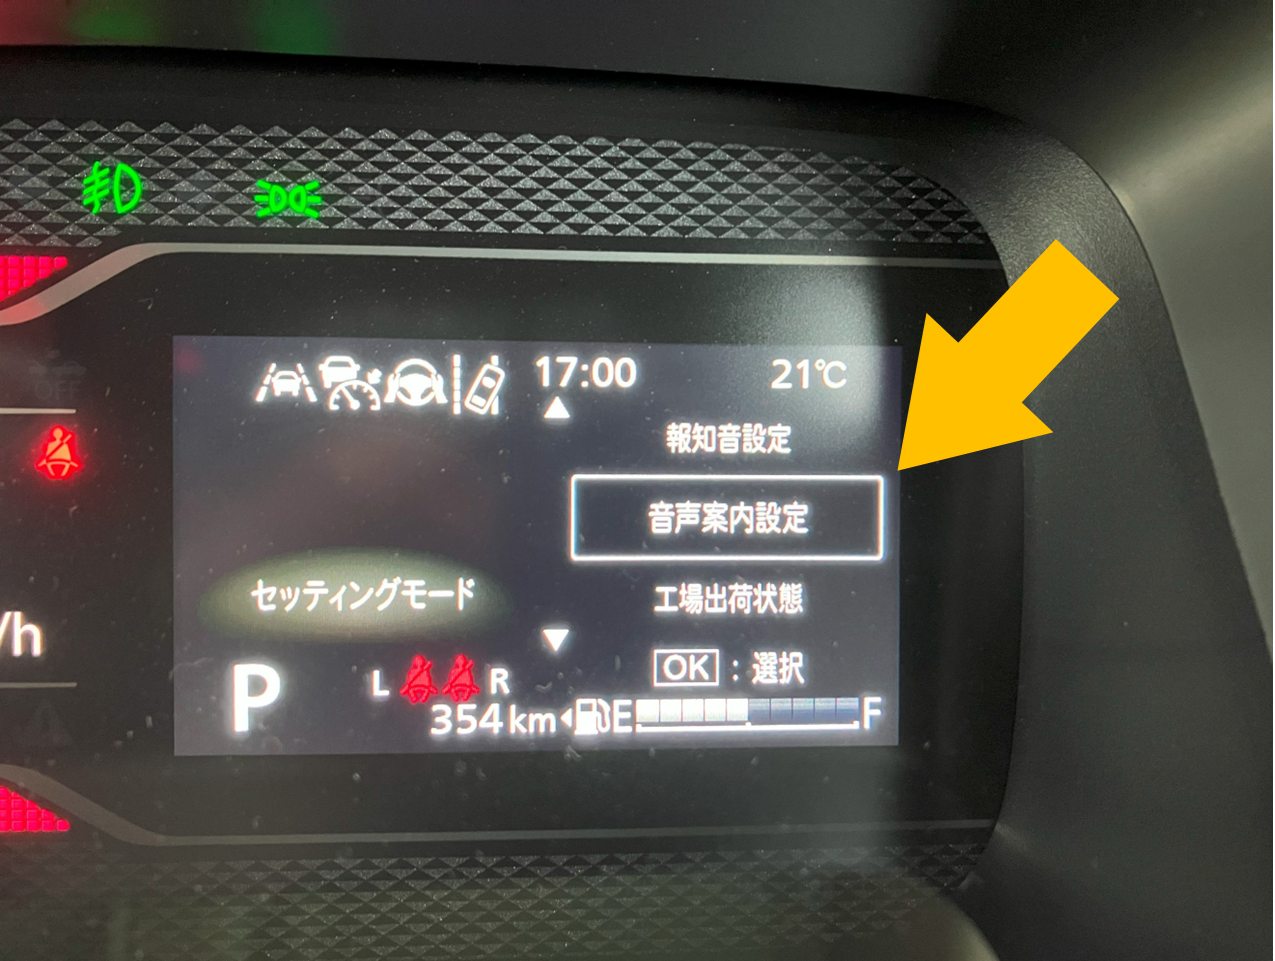 17:00 21℃
報知音設定
音声案内設定
セッティングモード
工場出荷状態
OK : 選択
/h
P
L R
354km E F